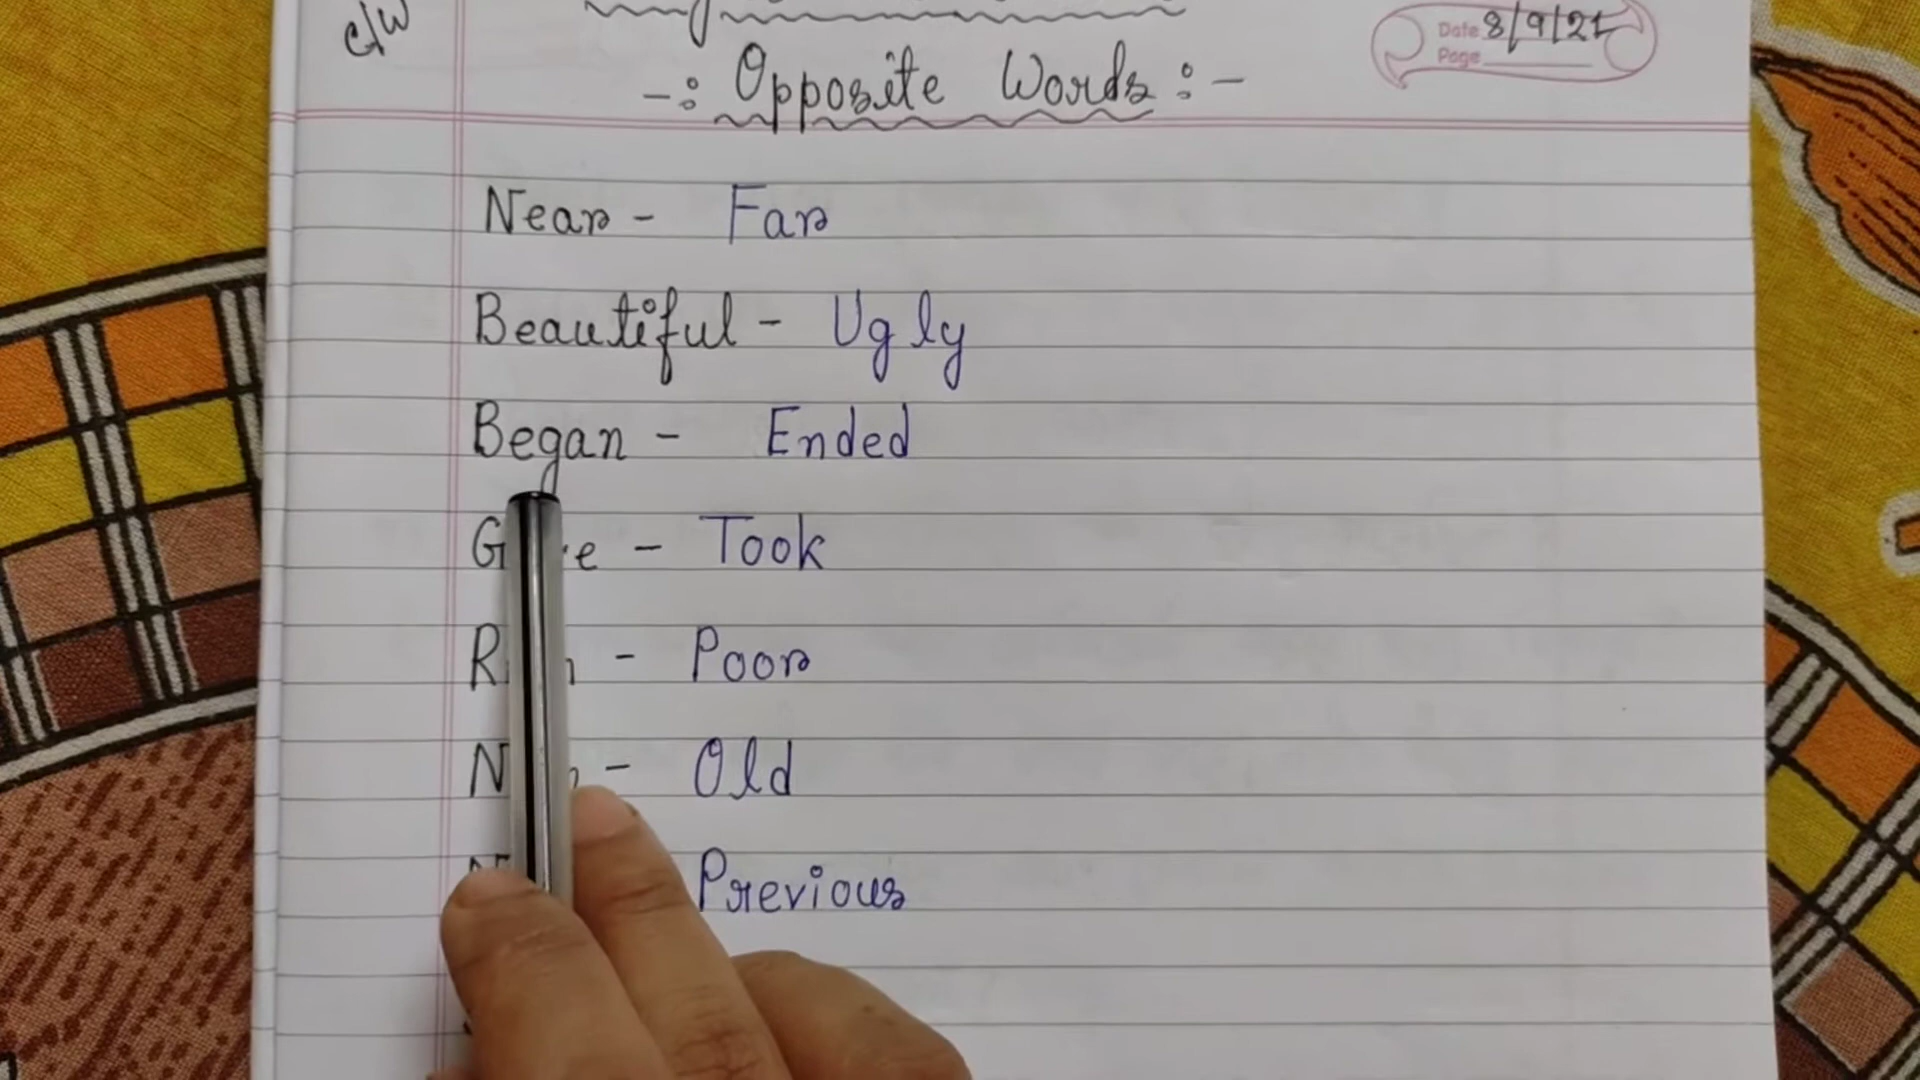 c/w
Date 8/9/21
Page
-: Opposite Words :-
Near - Far
Beautiful - Ugly
Began - Ended
- Took
- Poor
- Old
Previous